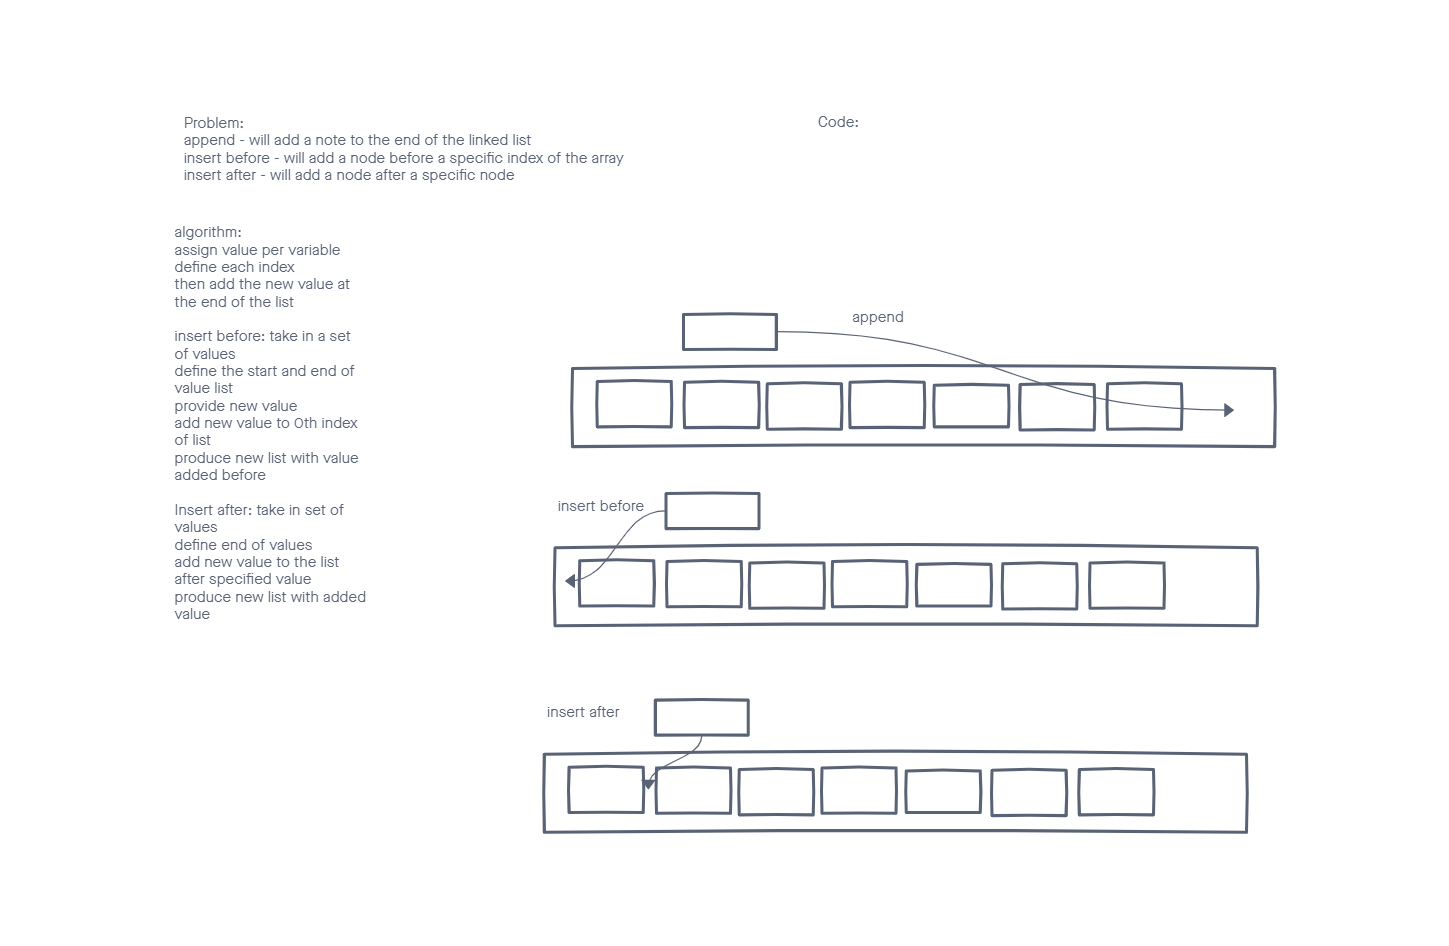 Problem:
append - will add a note to the end of the linked list
insert before - will add a node before a specific index of the array
insert after - will add a node after a specific node
Code:
algorithm:
assign value per variable
define each index
then add the new value at
the end of the list
insert before: take in a set
of values
define the start and end of
value list
provide new value
add new value to 0th index
of list
produce new list with value
added before
Insert after: take in set of
values
define end of values
add new value to the list
after specified value
produce new list with added
value
append
insert before
insert after